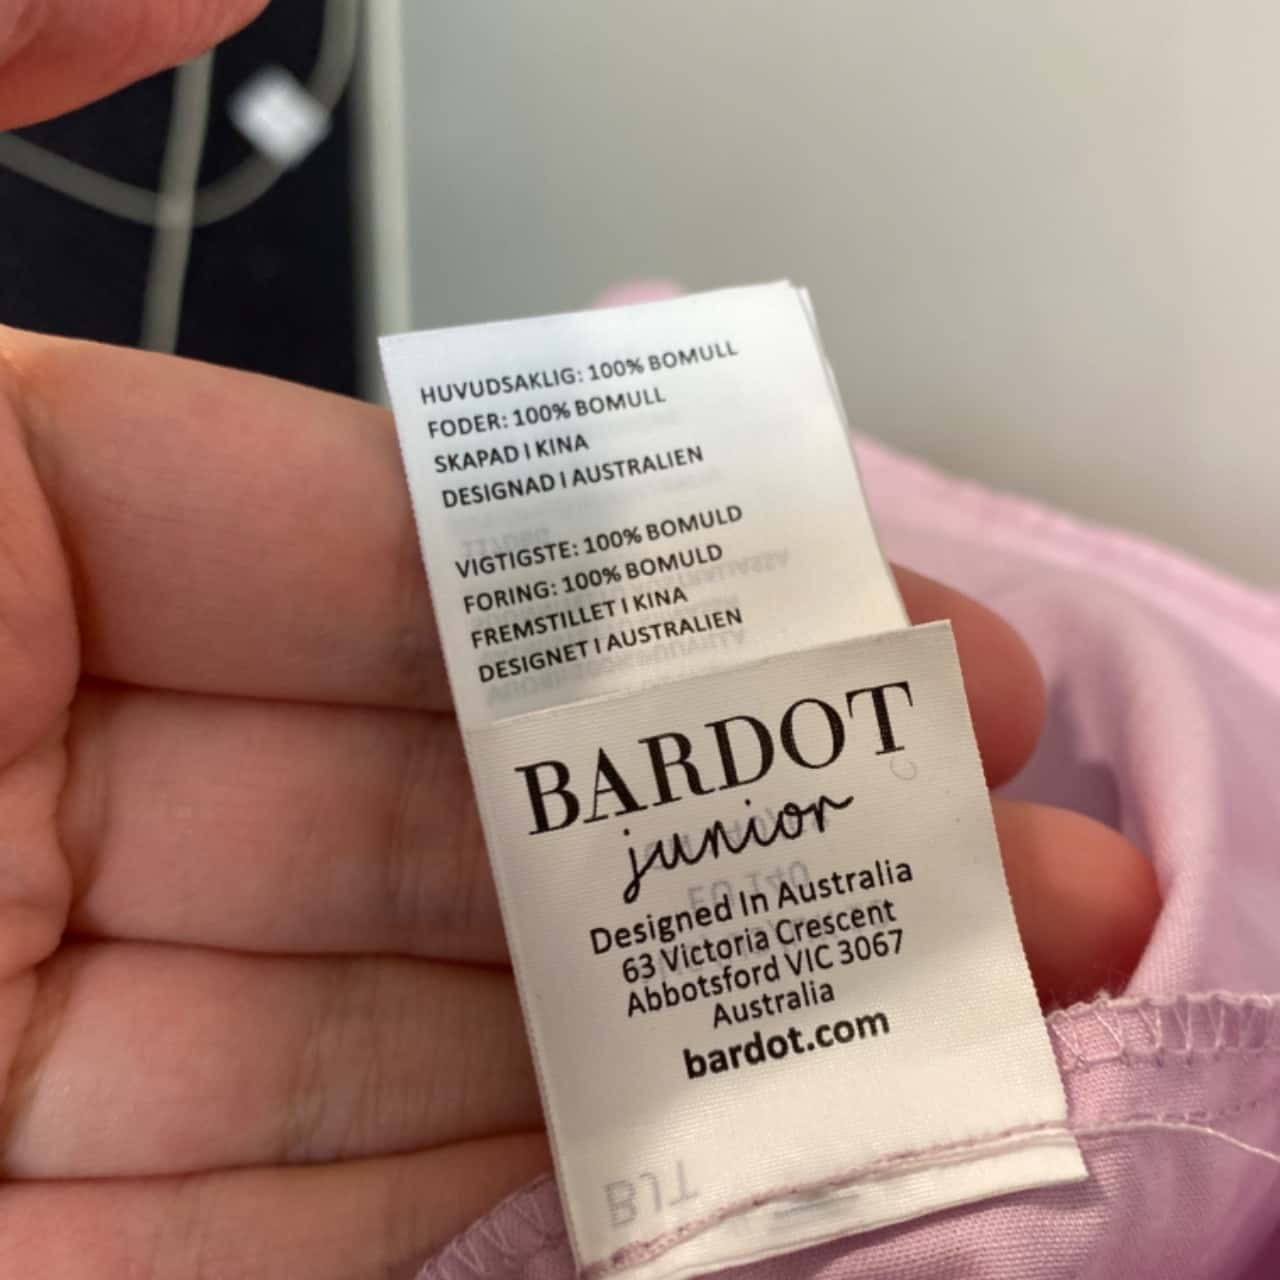 HUVUDSAKLIG: 100% BOMULL
FODER: 100% BOMULL
SKAPAD I KINA
DESIGNAD I AUSTRALIEN
VIGTIGSTE: 100% BOMULD
FORING: 100% BOMULD
FREMSTILLET I KINA
DESIGNET I AUSTRALIEN
BARDOT
junior
Designed In Australia
63 Victoria Crescent
Abbotsford VIC 3067
Australia
bardot.com